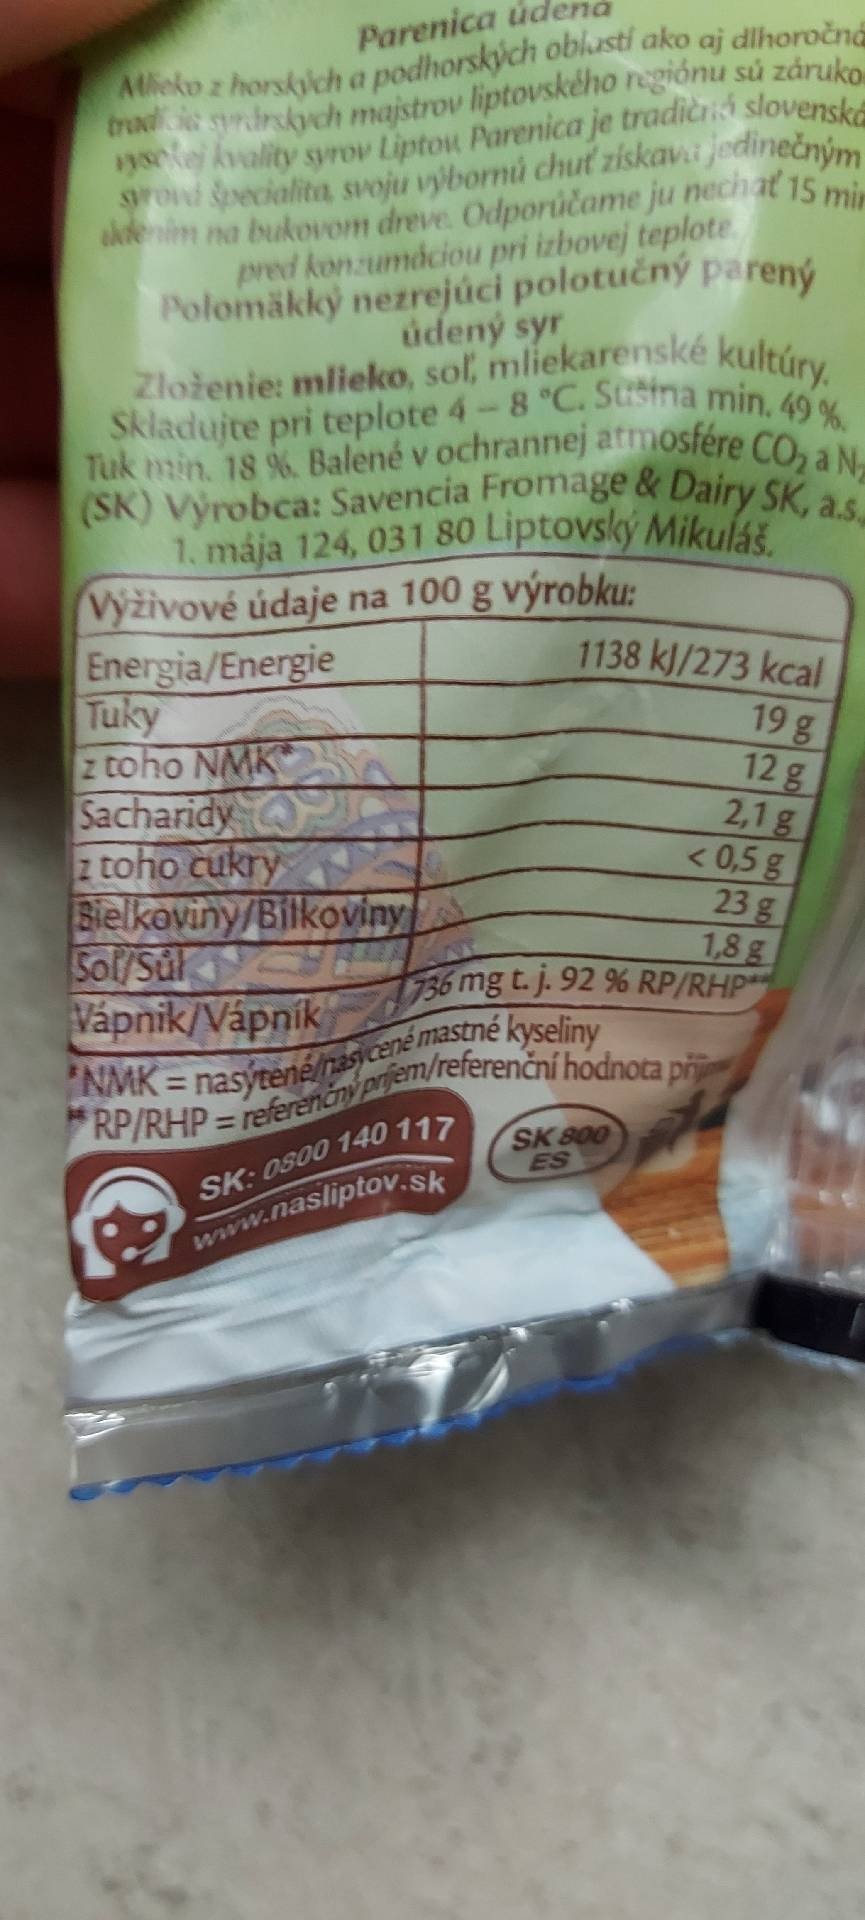 Parenica údená
Mlieko z horských a podhorských oblastí ako aj dlhoročná
tradícia syrárskych majstrov liptovského regiónu sú záruko
vysokej kvality syrov Liptov. Parenica je tradičná slovenská
syrová špecialita, svoju výbornú chuť získava jedinečným
údením na bukovom dreve. Odporúčame ju nechať 15 min
pred konzumáciou pri izbovej teplote.
Polomäkký nezrejúci polotučný parený
údený syr
Zloženie: mlieko, soľ, mliekarenské kultúry.
Skladujte pri teplote 4 – 8 °C. Sušina min. 49 %.
Tuk min. 18 %. Balené v ochrannej atmosfére CO₂ a N₂
(SK) Výrobca: Savencia Fromage & Dairy SK, a.s.
1. mája 124, 031 80 Liptovský Mikuláš.
Výživové údaje na 100 g výrobku:
Energia/Energie 1138 kJ/273 kcal
Tuky 19 g
z toho NMK* 12 g
Sacharidy 2,1 g
z toho cukry < 0,5 g
Bielkoviny/Bílkoviny 23 g
Soľ/Sůl 1,8 g
Vápnik/Vápník 736 mg t. j. 92 % RP/RHP**
*NMK = nasýtené/nasycené mastné kyseliny
** RP/RHP = referenčný príjem/referenční hodnota příjmu
SK: 0800 140 117
www.nasliptov.sk
SK 800
ES